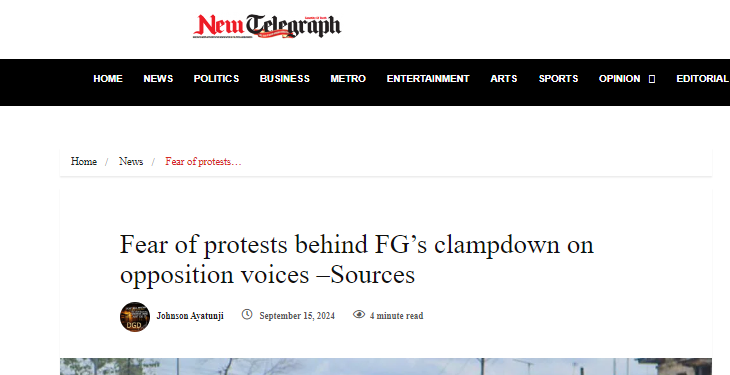 New Telegraph
HOME NEWS POLITICS BUSINESS METRO ENTERTAINMENT ARTS SPORTS OPINION EDITORIAL
Home / News / Fear of protests…
Fear of protests behind FG’s clampdown on
opposition voices –Sources
DGD
Johnson Ayatunji September 15, 2024 4 minute read